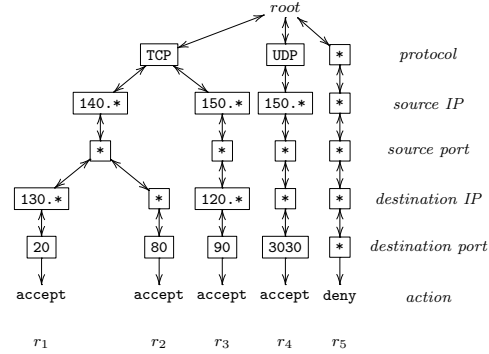 root
TCP UDP * protocol
140.* 150.* 150.* * source IP
* * * * source port
130.* * 120.* * * destination IP
20 80 90 3030 * destination port
accept accept accept accept deny action
r1 r2 r3 r4 r5